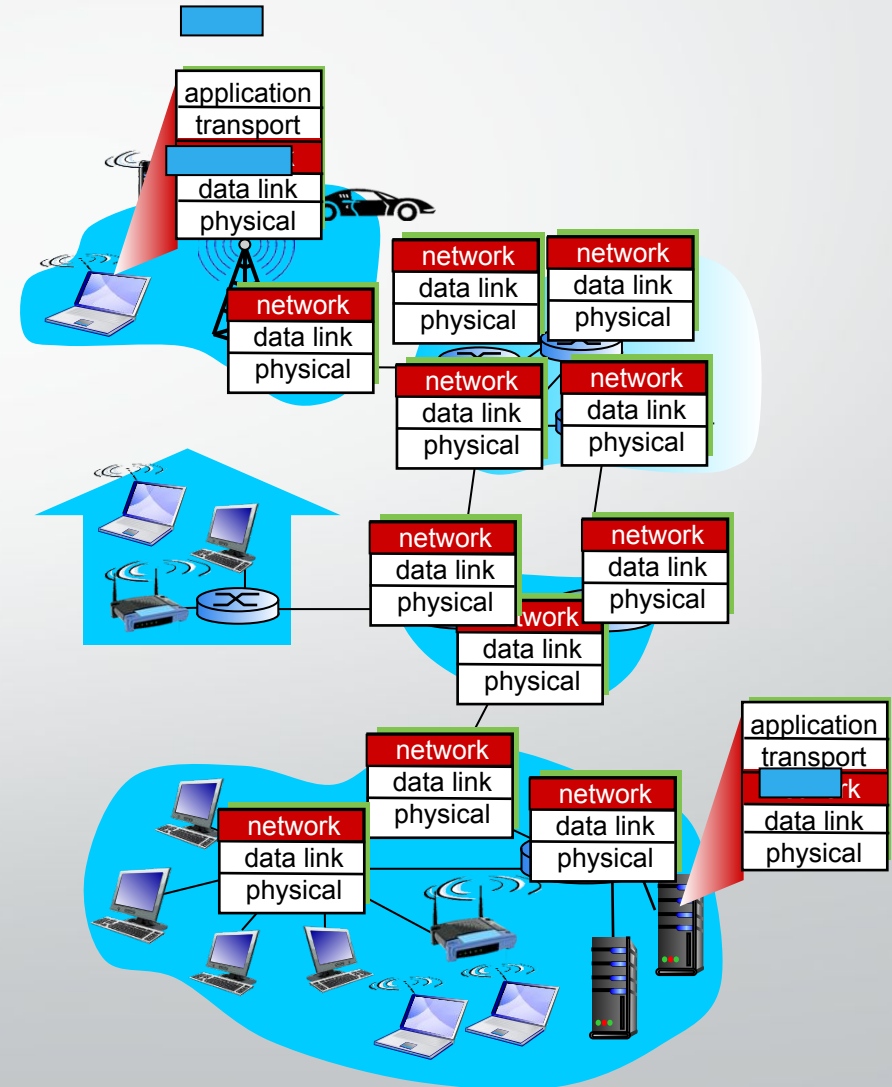 application
transport
k
data link
physical
network
data link
physical
network
data link
physical
network
data link
physical
network
data link
physical
network
data link
physical
network
data link
physical
network
data link
physical
twork
data link
physical
network
data link
physical
application
transport
rk
data link
physical
network
data link
physical
network
data link
physical